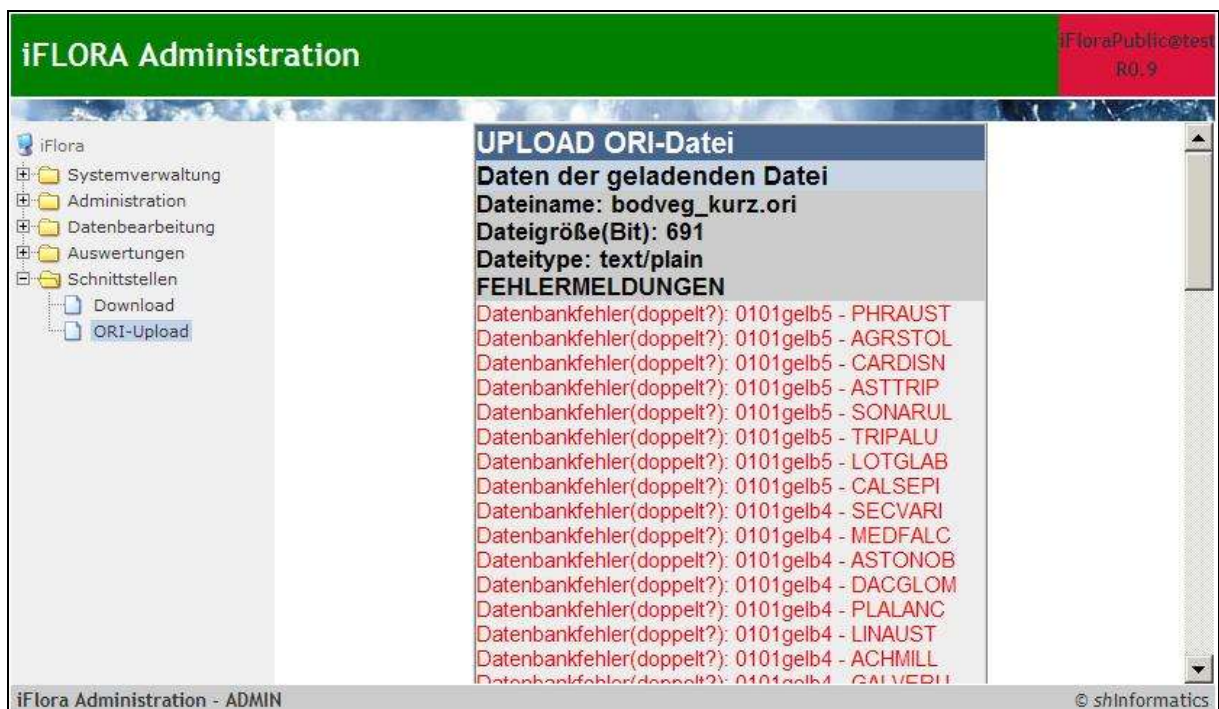 iFLORA Administration
iFloraPublic@test
R0.9
iFlora
Systemverwaltung
Administration
Datenbearbeitung
Auswertungen
Schnittstellen
Download
ORI-Upload
UPLOAD ORI-Datei
Daten der geladenden Datei
Dateiname: bodveg_kurz.ori
Dateigröße(Bit): 691
Dateitype: text/plain
FEHLERMELDUNGEN
Datenbankfehler(doppelt?): 0101gelb5 - PHRAUST
Datenbankfehler(doppelt?): 0101gelb5 - AGRSTOL
Datenbankfehler(doppelt?): 0101gelb5 - CARDISN
Datenbankfehler(doppelt?): 0101gelb5 - ASTTRIP
Datenbankfehler(doppelt?): 0101gelb5 - SONARUL
Datenbankfehler(doppelt?): 0101gelb5 - TRIPALU
Datenbankfehler(doppelt?): 0101gelb5 - LOTGLAB
Datenbankfehler(doppelt?): 0101gelb5 - CALSEPI
Datenbankfehler(doppelt?): 0101gelb4 - SECVARI
Datenbankfehler(doppelt?): 0101gelb4 - MEDFALC
Datenbankfehler(doppelt?): 0101gelb4 - ASTONOB
Datenbankfehler(doppelt?): 0101gelb4 - DACGLOM
Datenbankfehler(doppelt?): 0101gelb4 - PLALANC
Datenbankfehler(doppelt?): 0101gelb4 - LINAUST
Datenbankfehler(doppelt?): 0101gelb4 - ACHMILL
Datenbankfehler(doppelt?): 0101gelb4 - GALVERU
iFlora Administration - ADMIN
© shInformatics